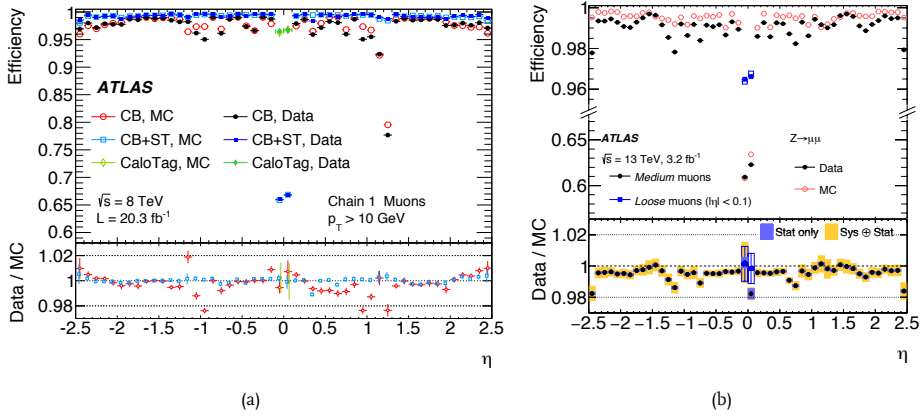 Efficiency
1
0.95
0.9
0.85
0.8
0.75
0.7
0.65
0.6
ATLAS
CB, MC
CB, Data
CB+ST, MC
CB+ST, Data
CaloTag, MC
CaloTag, Data
√s = 8 TeV
L = 20.3 fb⁻¹
Chain 1 Muons
p_T > 10 GeV
Data / MC
1.02
1
0.98
-2.5 -2 -1.5 -1 -0.5 0 0.5 1 1.5 2 2.5
η
(a)
Efficiency
1
0.98
0.96
0.65
0.6
ATLAS
Z→μμ
√s = 13 TeV, 3.2 fb⁻¹
Medium muons
Loose muons (|η| < 0.1)
Data
MC
Stat only
Sys ⊕ Stat
Data / MC
1.02
1
0.98
−2.5 −2 −1.5 −1 −0.5 0 0.5 1 1.5 2 2.5
η
(b)